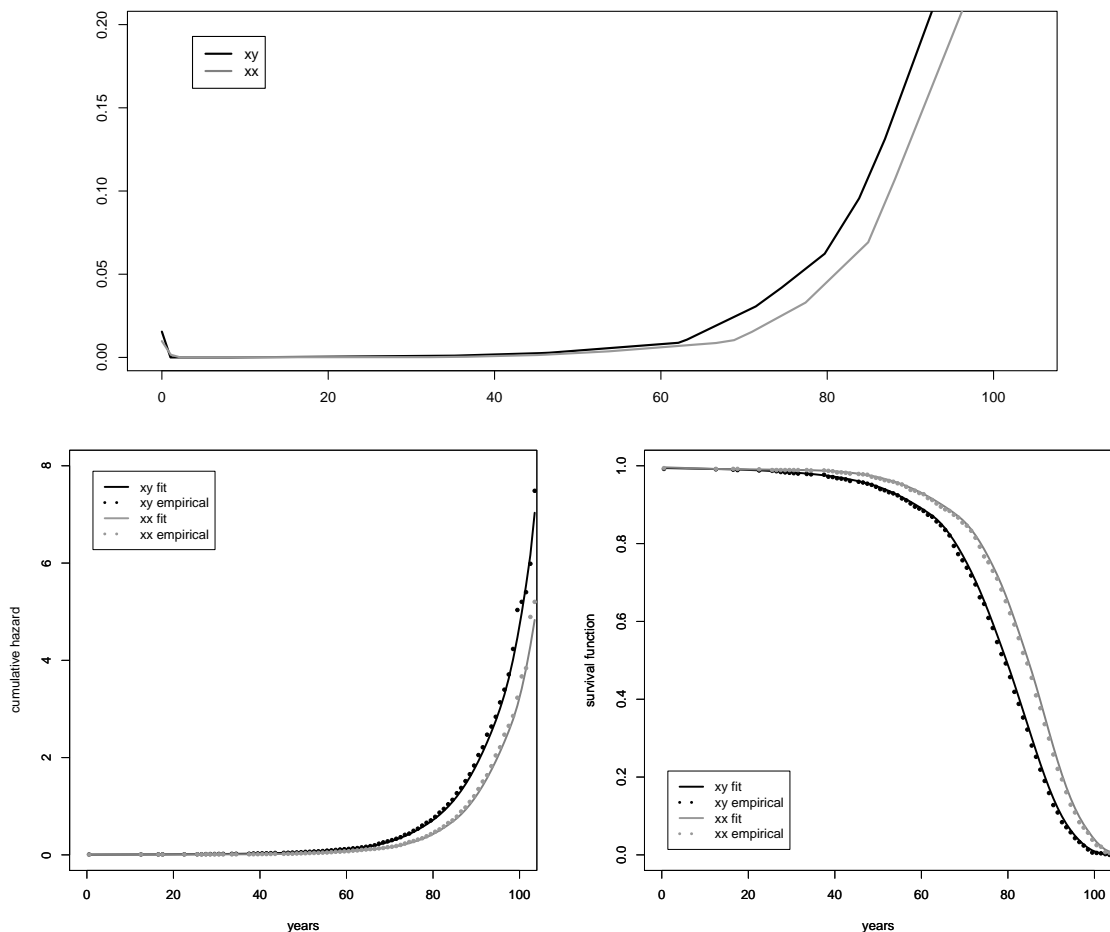 0.20
0.15
0.10
0.05
0.00
xy
xx
0 20 40 60 80 100
8
6
4
2
0
cumulative hazard
xy fit
xy empirical
xx fit
xx empirical
0 20 40 60 80 100
years
1.0
0.8
0.6
0.4
0.2
0.0
survival function
xy fit
xy empirical
xx fit
xx empirical
0 20 40 60 80 100
years